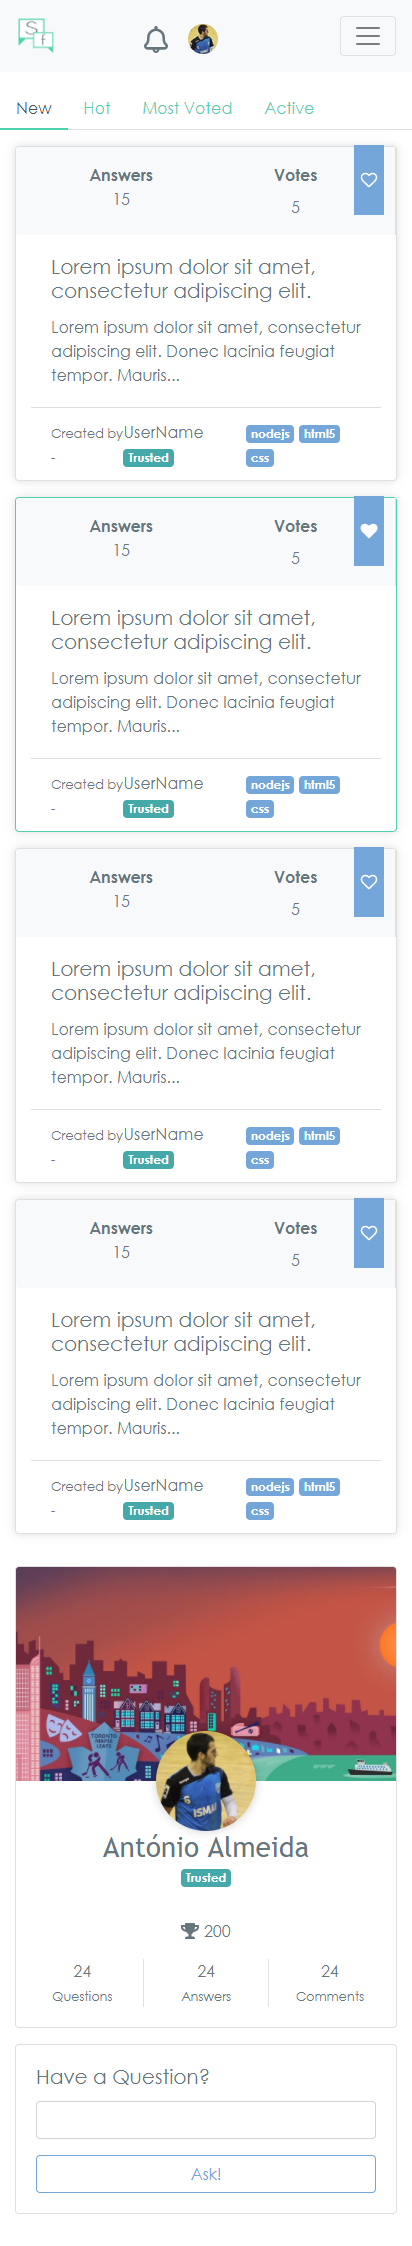 S f
New Hot Most Voted Active
Answers Votes
15 5
Lorem ipsum dolor sit amet,
consectetur adipiscing elit.
Lorem ipsum dolor sit amet, consectetur
adipiscing elit. Donec lacinia feugiat
tempor. Mauris...
Created by UserName nodejs html5
- Trusted css
Answers Votes
15 5
Lorem ipsum dolor sit amet,
consectetur adipiscing elit.
Lorem ipsum dolor sit amet, consectetur
adipiscing elit. Donec lacinia feugiat
tempor. Mauris...
Created by UserName nodejs html5
- Trusted css
Answers Votes
15 5
Lorem ipsum dolor sit amet,
consectetur adipiscing elit.
Lorem ipsum dolor sit amet, consectetur
adipiscing elit. Donec lacinia feugiat
tempor. Mauris...
Created by UserName nodejs html5
- Trusted css
Answers Votes
15 5
Lorem ipsum dolor sit amet,
consectetur adipiscing elit.
Lorem ipsum dolor sit amet, consectetur
adipiscing elit. Donec lacinia feugiat
tempor. Mauris...
Created by UserName nodejs html5
- Trusted css
TORONTO
MAPLE
LEAFS
ISMAI
António Almeida
Trusted
200
24 24 24
Questions Answers Comments
Have a Question?
Ask!